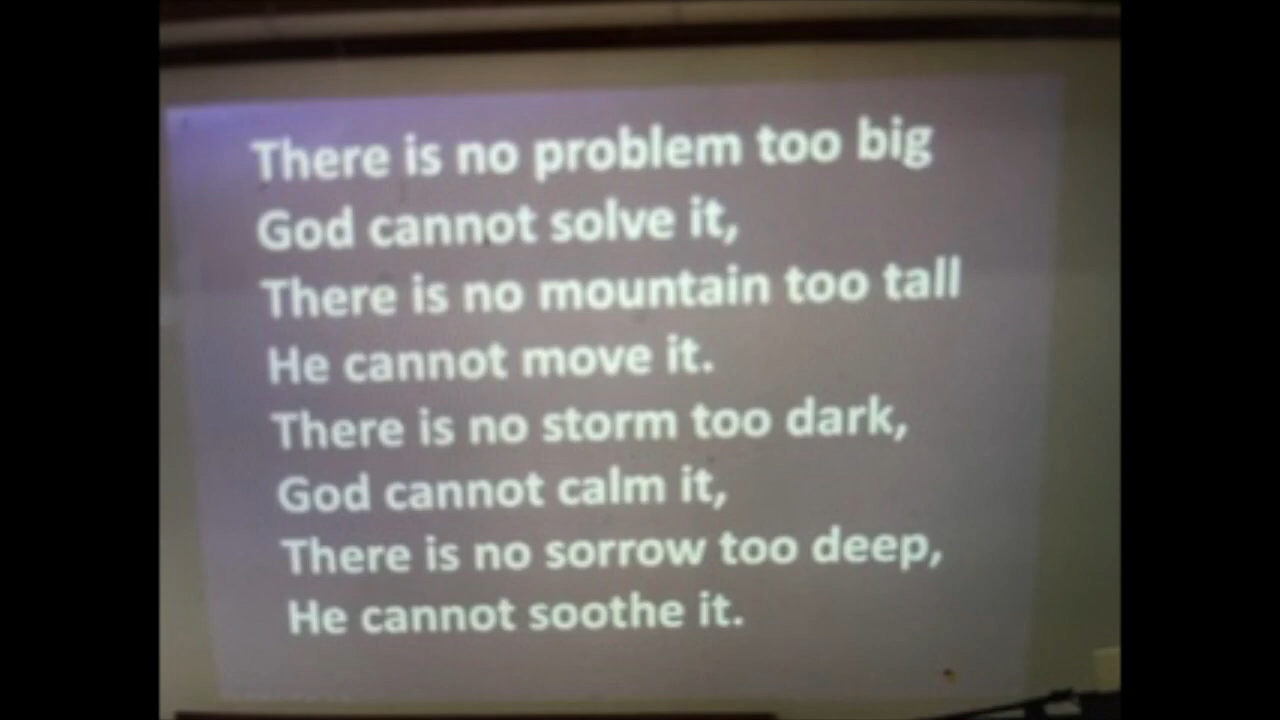 There is no problem too big
God cannot solve it,
There is no mountain too tall
He cannot move it.
There is no storm too dark,
God cannot calm it,
There is no sorrow too deep,
He cannot soothe it.